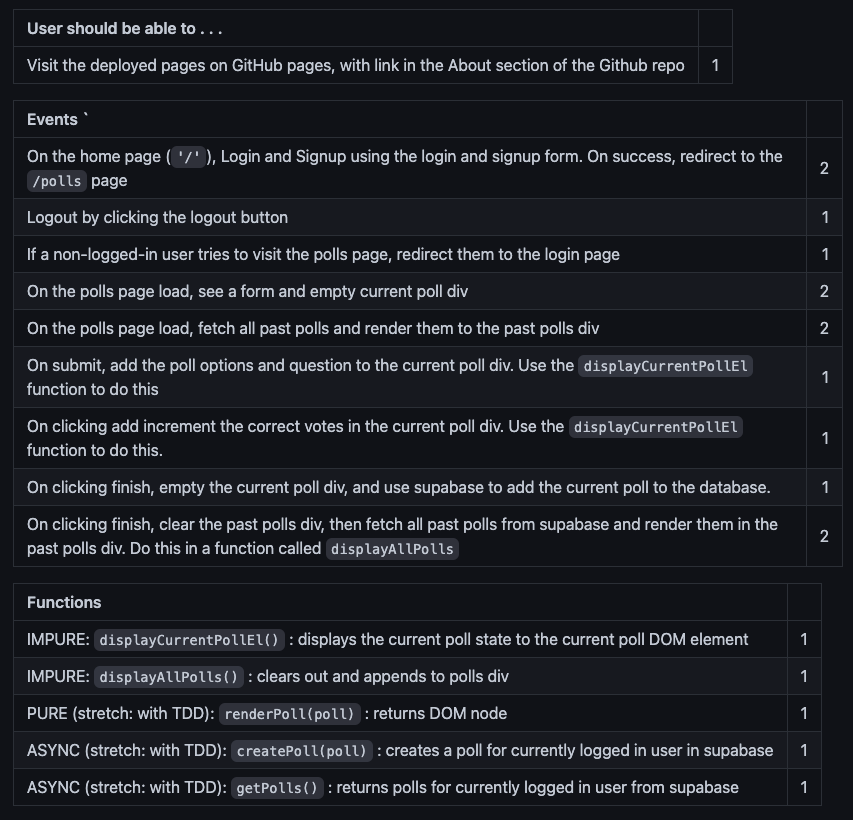 User should be able to . . .
Visit the deployed pages on GitHub pages, with link in the About section of the Github repo 1
Events `
On the home page ('/'), Login and Signup using the login and signup form. On success, redirect to the
/polls page 2
Logout by clicking the logout button 1
If a non-logged-in user tries to visit the polls page, redirect them to the login page 1
On the polls page load, see a form and empty current poll div 2
On the polls page load, fetch all past polls and render them to the past polls div 2
On submit, add the poll options and question to the current poll div. Use the displayCurrentPollEl
function to do this 1
On clicking add increment the correct votes in the current poll div. Use the displayCurrentPollEl
function to do this. 1
On clicking finish, empty the current poll div, and use supabase to add the current poll to the database. 1
On clicking finish, clear the past polls div, then fetch all past polls from supabase and render them in the
past polls div. Do this in a function called displayAllPolls 2
Functions
IMPURE: displayCurrentPollEl() : displays the current poll state to the current poll DOM element 1
IMPURE: displayAllPolls() : clears out and appends to polls div 1
PURE (stretch: with TDD): renderPoll(poll) : returns DOM node 1
ASYNC (stretch: with TDD): createPoll(poll) : creates a poll for currently logged in user in supabase 1
ASYNC (stretch: with TDD): getPolls() : returns polls for currently logged in user from supabase 1